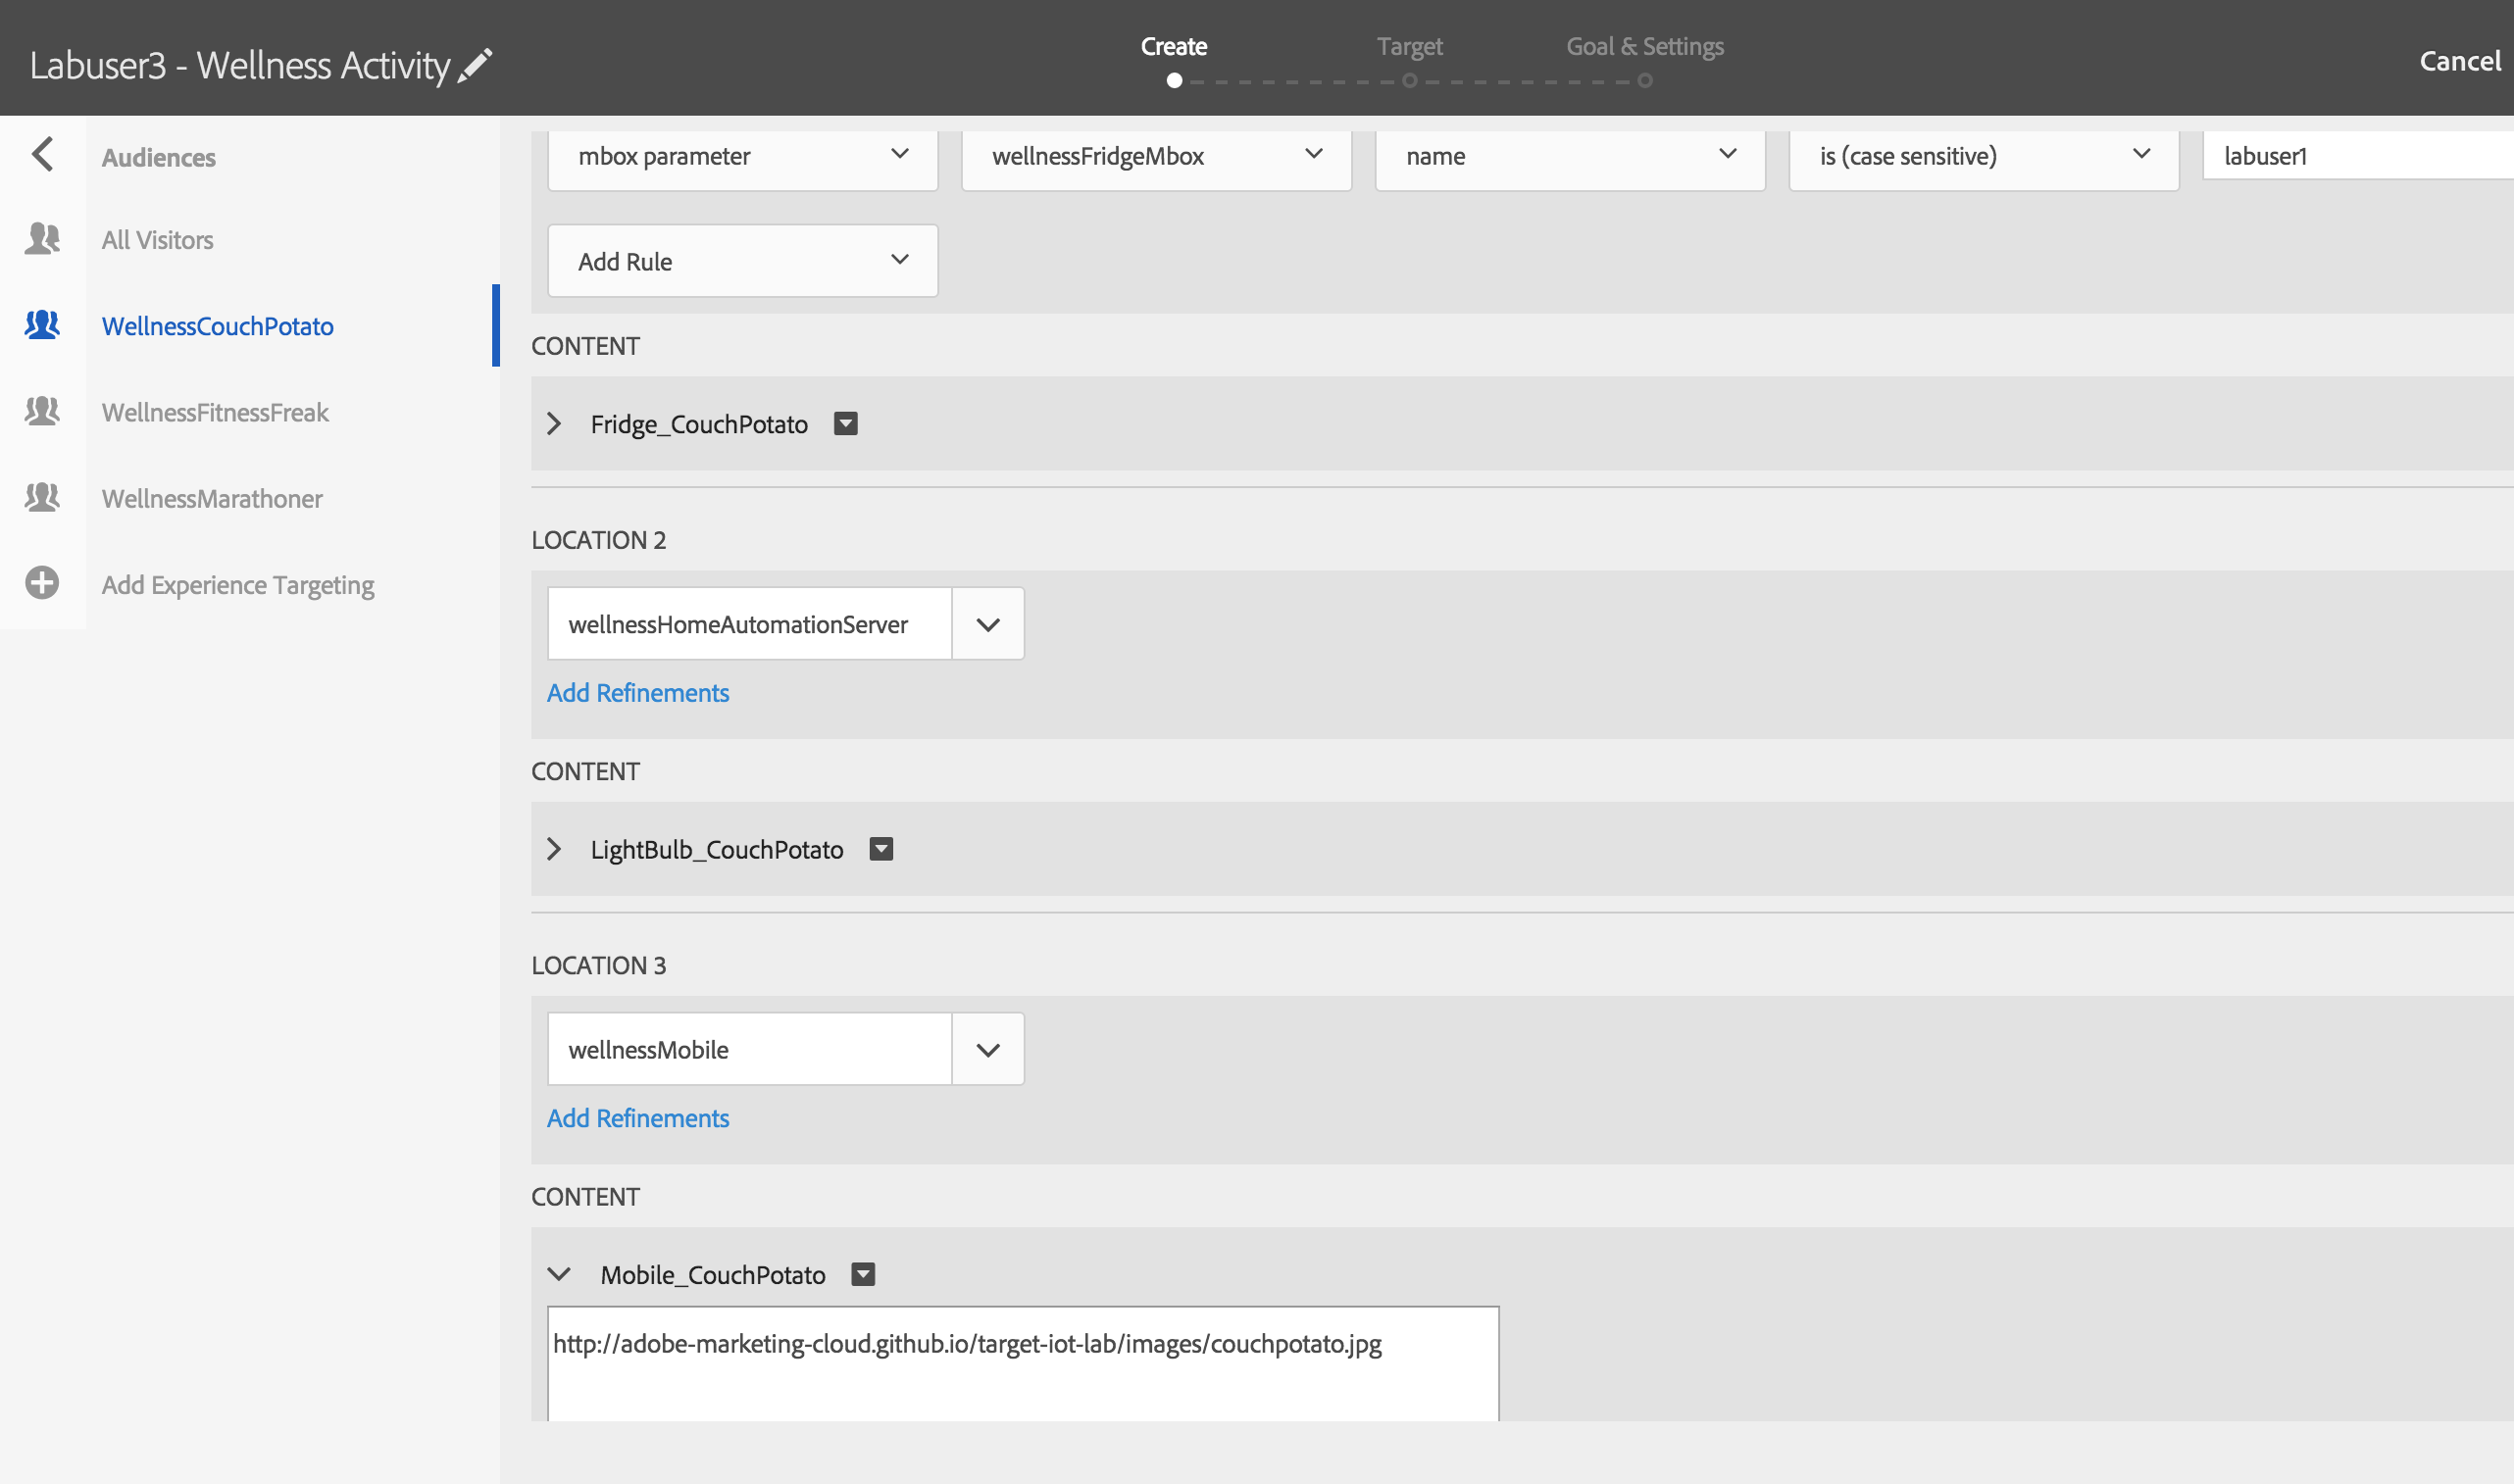 Labuser3 - Wellness Activity
Create Target Goal & Settings
Cancel
Audiences
All Visitors
WellnessCouchPotato
WellnessFitnessFreak
WellnessMarathoner
Add Experience Targeting
mbox parameter wellnessFridgeMbox name is (case sensitive) labuser1
Add Rule
CONTENT
Fridge_CouchPotato
LOCATION 2
wellnessHomeAutomationServer
Add Refinements
CONTENT
LightBulb_CouchPotato
LOCATION 3
wellnessMobile
Add Refinements
CONTENT
Mobile_CouchPotato
http://adobe-marketing-cloud.github.io/target-iot-lab/images/couchpotato.jpg